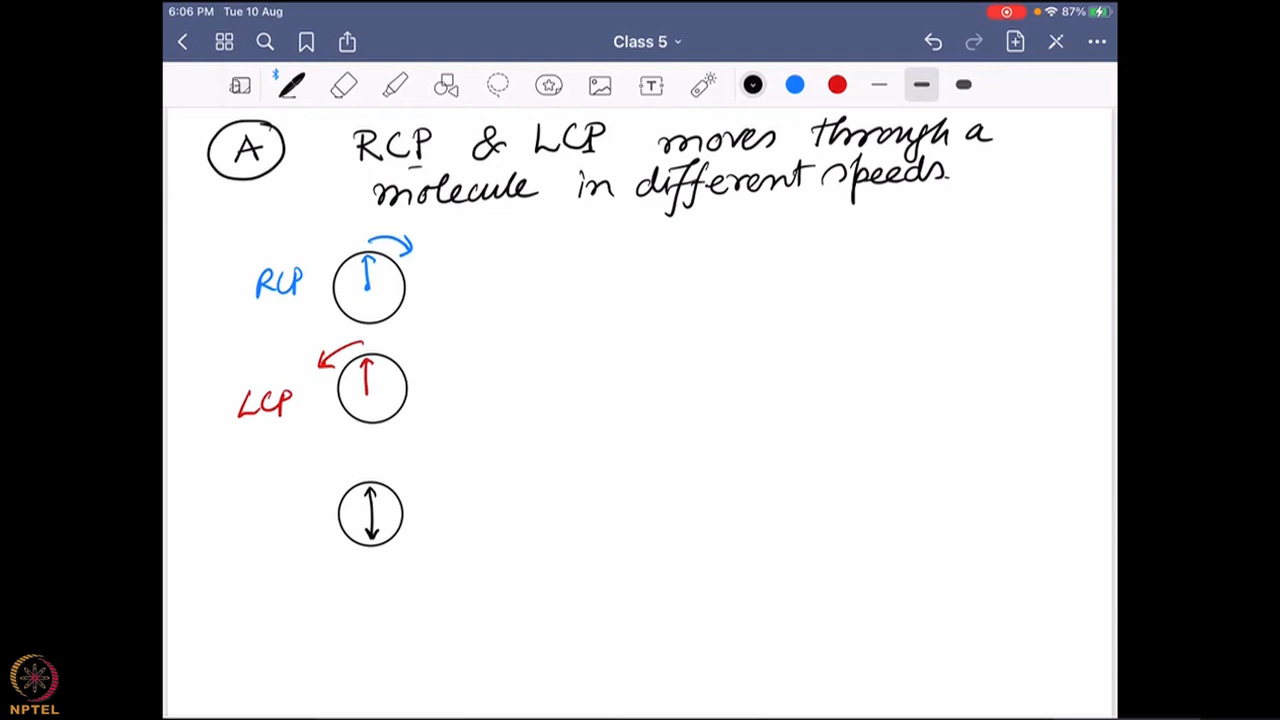 6:06 PM Tue 10 Aug
87%
Class 5
T
A RCP & LCP moves through a
molecule in different speeds.
RCP
LCP
NPTEL